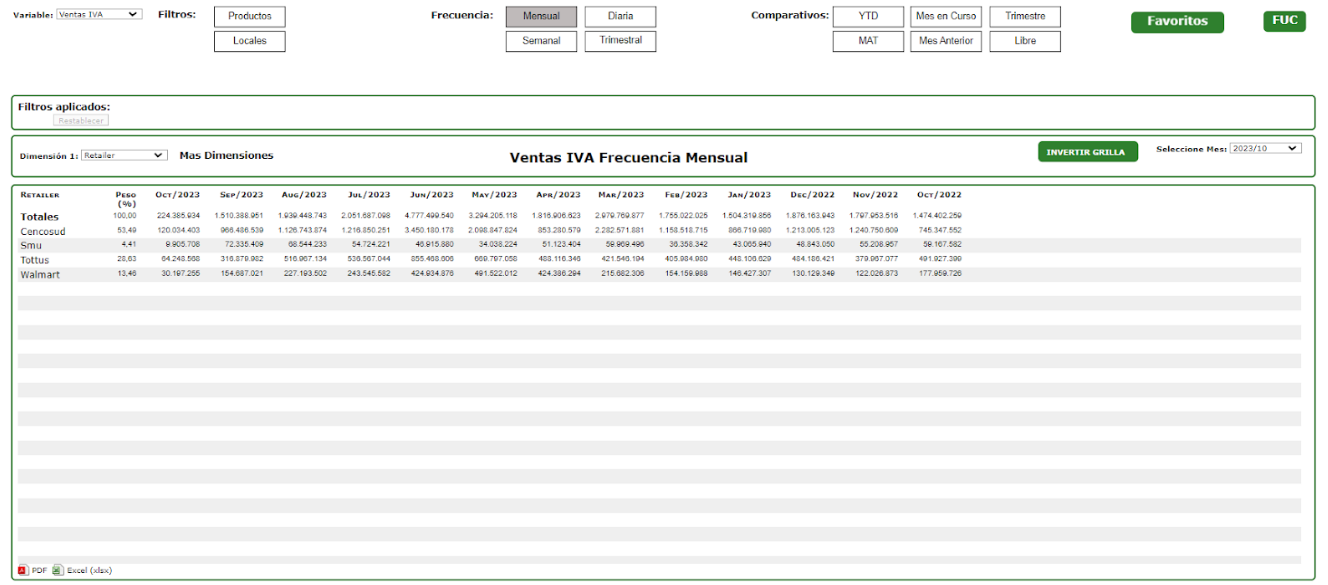 Variable: Ventas IVA Filtros: Productos Frecuencia: Mensual Diaria Comparativos: YTD Mes en Curso Trimestre Favoritos FUC
Locales Semanal Trimestral MAT Mes Anterior Libre
Filtros aplicados:
Restablecer
Dimensión 1: Retailer Mas Dimensiones Ventas IVA Frecuencia Mensual INVERTIR GRILLA Seleccione Mes: 2023/10
RETAILER PESO (%) OCT/2023 SEP/2023 AUG/2023 JUL/2023 JUN/2023 MAY/2023 APR/2023 MAR/2023 FEB/2023 JAN/2023 DEC/2022 NOV/2022 OCT/2022
Totales 100,00 224.385.934 1.510.388.951 1.939.448.743 2.051.687.098 4.777.499.540 3.294.205.118 1.816.906.623 2.979.769.877 1.755.022.025 1.504.319.856 1.876.163.943 1.797.953.516 1.474.402.259
Cencosud 53,49 120.034.403 966.486.539 1.126.743.874 1.216.850.251 3.450.180.178 2.098.847.824 853.280.579 2.282.571.881 1.158.518.715 866.719.980 1.213.005.123 1.240.750.609 745.347.552
Smu 4,41 9.905.708 72.335.409 68.544.233 54.724.221 46.915.880 34.038.224 51.123.404 59.969.496 36.358.342 43.065.940 48.843.050 55.208.957 59.167.582
Tottus 28,63 64.248.568 316.879.982 516.967.134 536.567.044 855.468.606 669.797.058 488.116.346 421.546.194 405.984.980 448.106.629 484.186.421 379.967.077 491.927.399
Walmart 13,46 30.197.255 154.687.021 227.193.502 243.545.582 424.934.876 491.522.012 424.386.294 215.682.306 154.159.988 146.427.307 130.129.349 122.026.873 177.959.726
PDF Excel (xlsx)